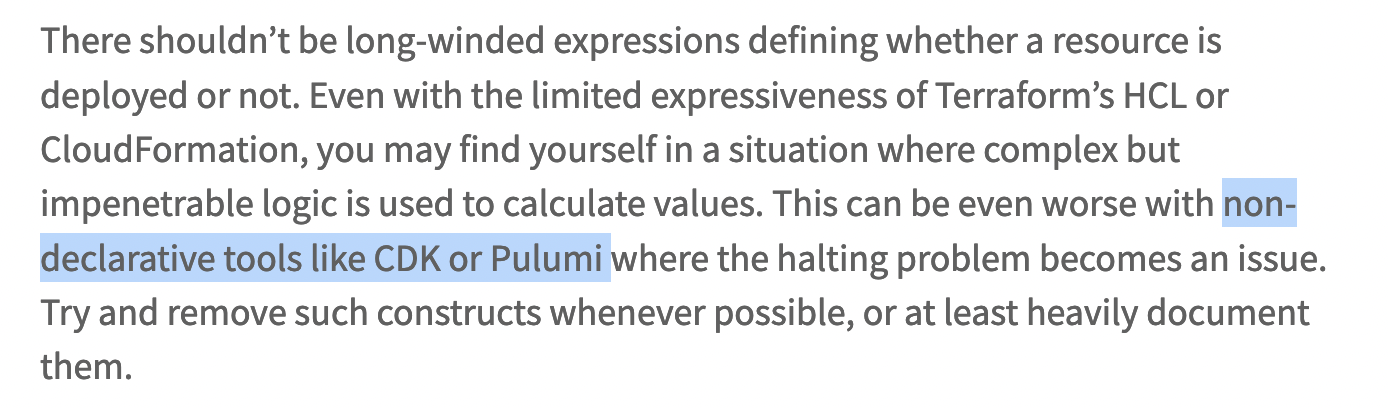 There shouldn’t be long-winded expressions defining whether a resource is
deployed or not. Even with the limited expressiveness of Terraform’s HCL or
CloudFormation, you may find yourself in a situation where complex but
impenetrable logic is used to calculate values. This can be even worse with non-
declarative tools like CDK or Pulumi where the halting problem becomes an issue.
Try and remove such constructs whenever possible, or at least heavily document
them.